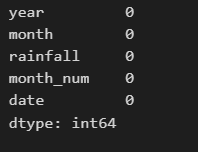 year 0
month 0
rainfall 0
month_num 0
date 0
dtype: int64